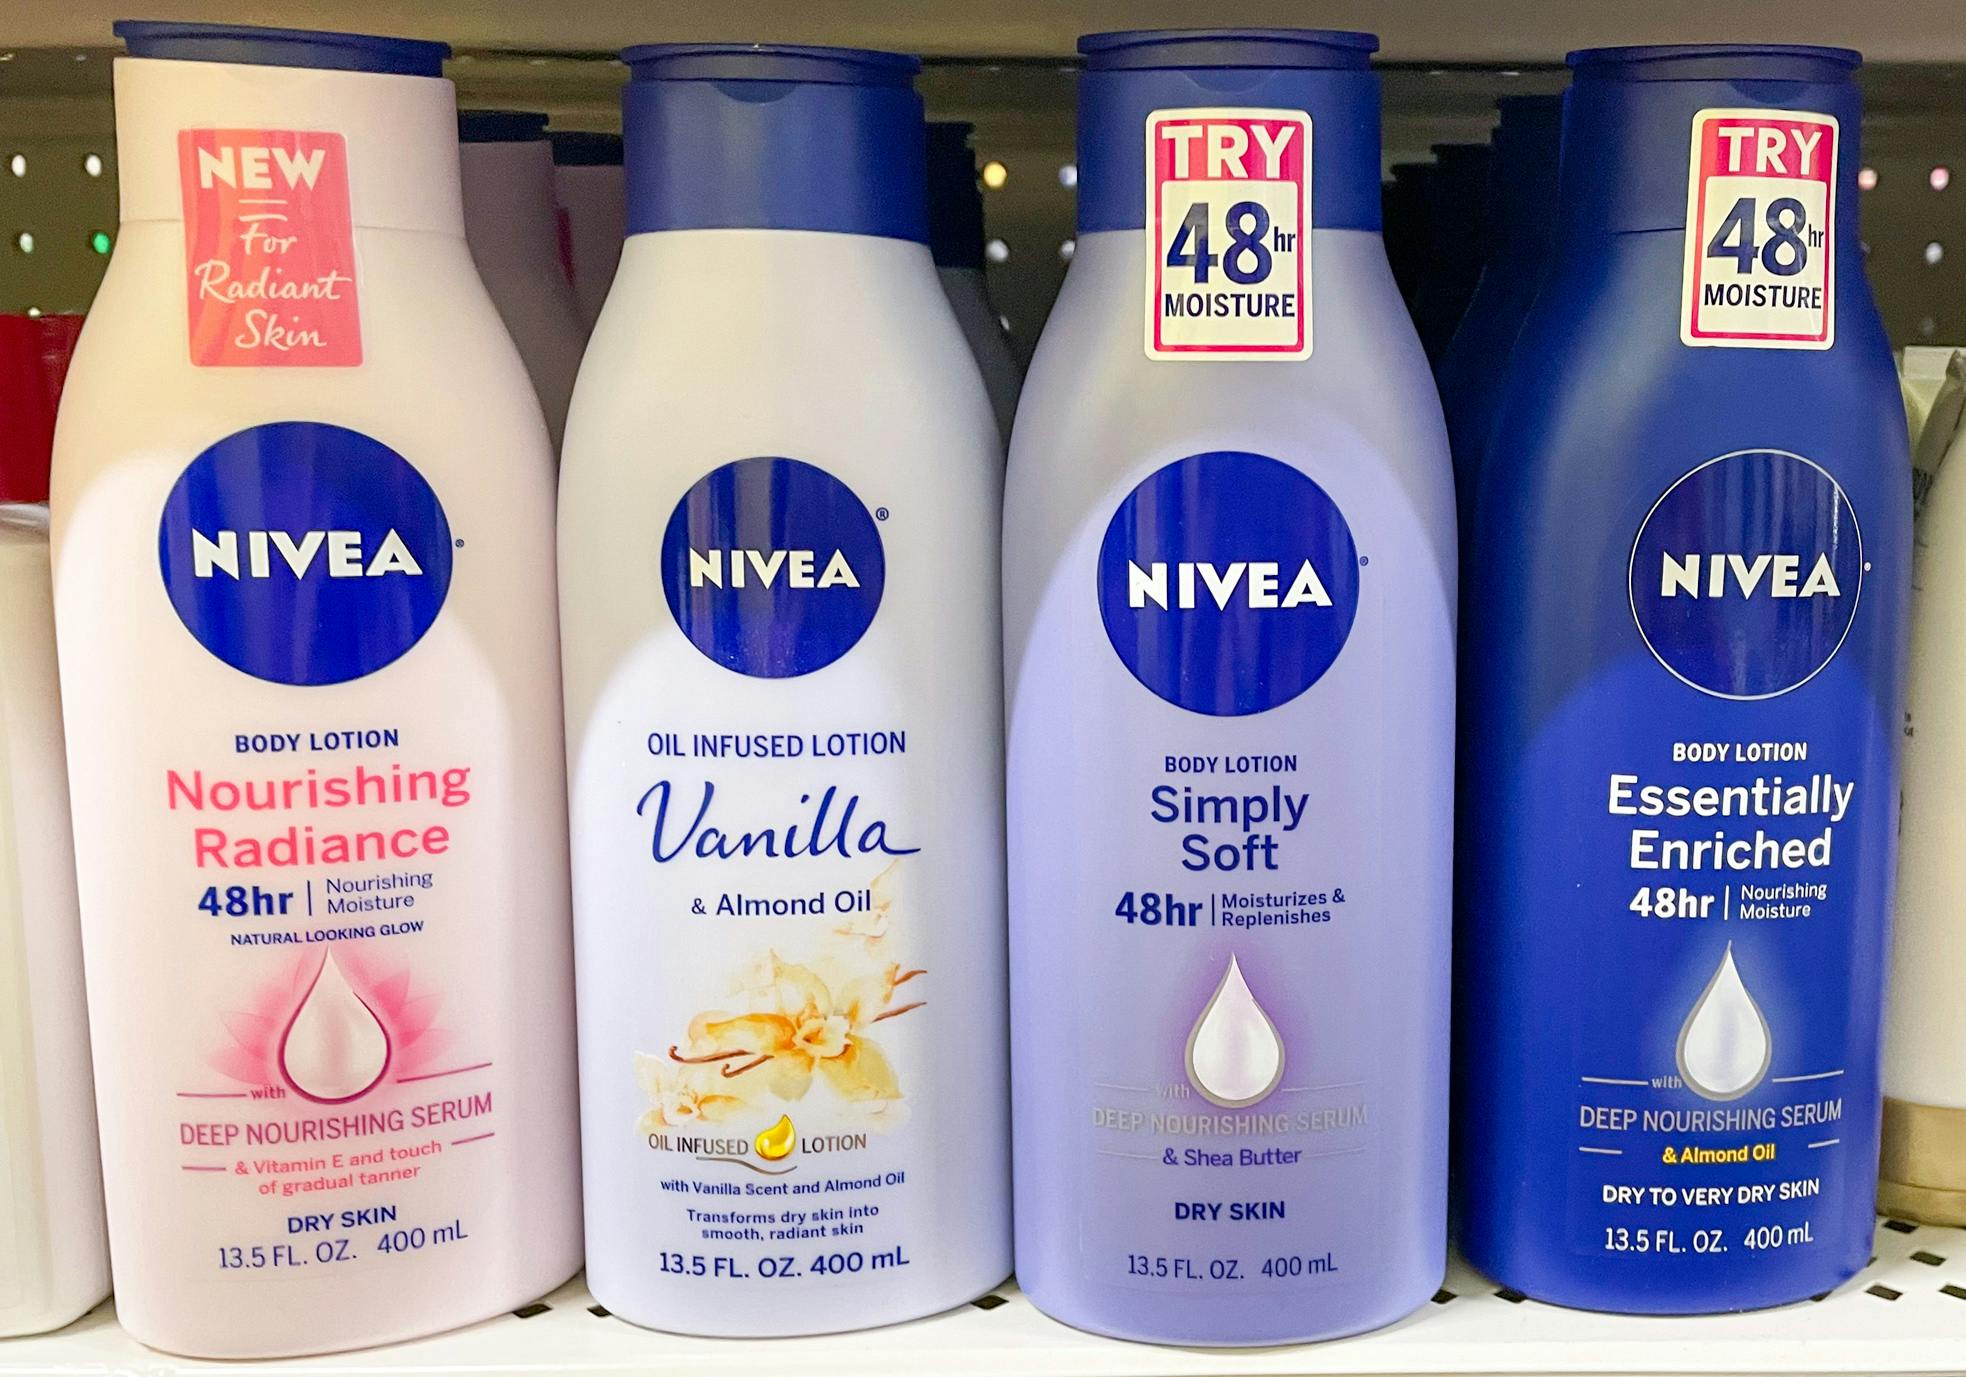 NEW
For
Radiant
Skin
NIVEA
BODY LOTION
Nourishing
Radiance
48hr | Nourishing
Moisture
NATURAL LOOKING GLOW
with
DEEP NOURISHING SERUM
& Vitamin E and touch
of gradual tanner
DRY SKIN
13.5 FL. OZ. 400 mL
NIVEA®
OIL INFUSED LOTION
Vanilla
& Almond Oil
OIL INFUSED LOTION
with Vanilla Scent and Almond Oil
Transforms dry skin into
smooth, radiant skin
13.5 FL. OZ. 400 mL
TRY
48hr
MOISTURE
NIVEA
BODY LOTION
Simply
Soft
48hr | Moisturizes &
Replenishes
with
DEEP NOURISHING SERUM
& Shea Butter
DRY SKIN
13.5 FL. OZ. 400 mL
TRY
48hr
MOISTURE
NIVEA
BODY LOTION
Essentially
Enriched
48hr | Nourishing
Moisture
with
DEEP NOURISHING SERUM
& Almond Oil
DRY TO VERY DRY SKIN
13.5 FL. OZ. 400 mL